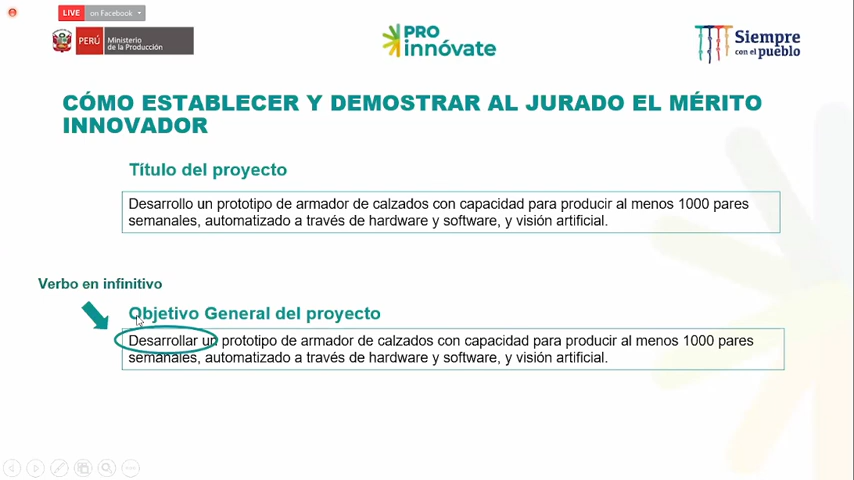 LIVE on Facebook
PERÚ Ministerio de la Producción
PRO innóvate
Siempre con el pueblo
CÓMO ESTABLECER Y DEMOSTRAR AL JURADO EL MÉRITO
INNOVADOR
Título del proyecto
Desarrollo un prototipo de armador de calzados con capacidad para producir al menos 1000 pares
semanales, automatizado a través de hardware y software, y visión artificial.
Verbo en infinitivo
Objetivo General del proyecto
Desarrollar un prototipo de armador de calzados con capacidad para producir al menos 1000 pares
semanales, automatizado a través de hardware y software, y visión artificial.